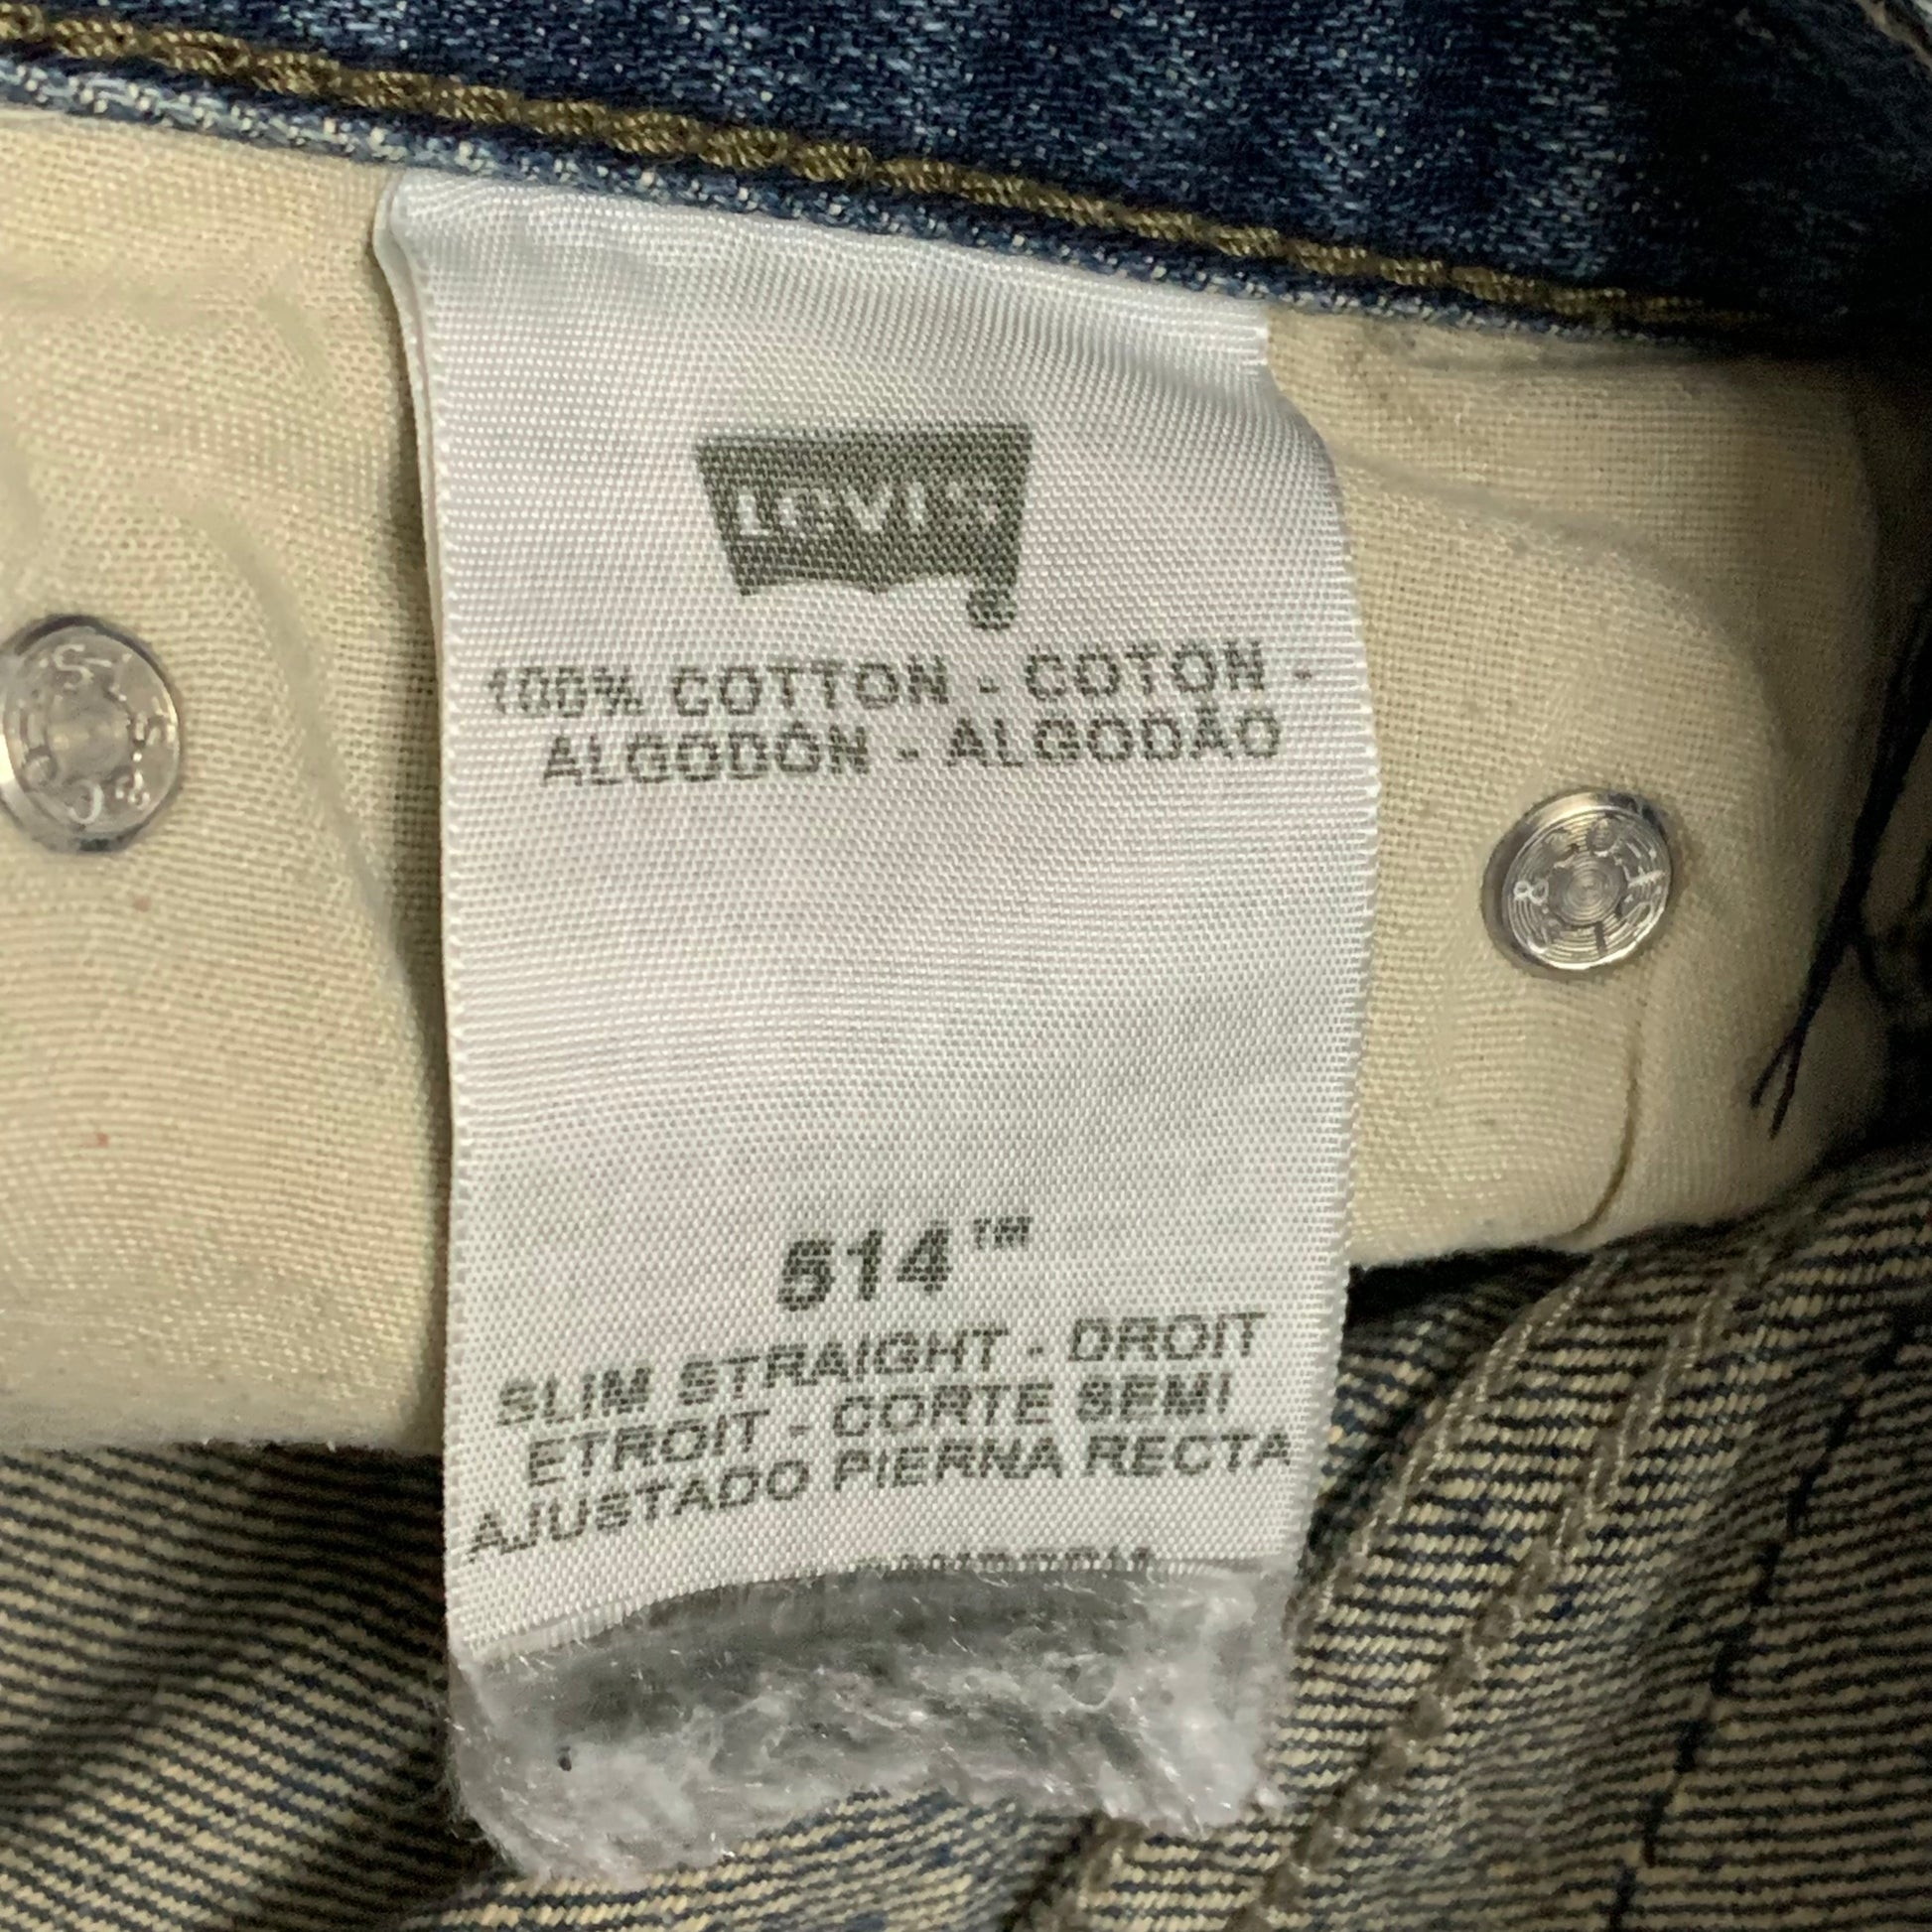 LEVI'S
®
100% COTTON - COTON -
ALGODÓN - ALGODÃO
514™
SLIM STRAIGHT - DROIT
ETROIT - CORTE SEMI
AJUSTADO PIERNA RECTA